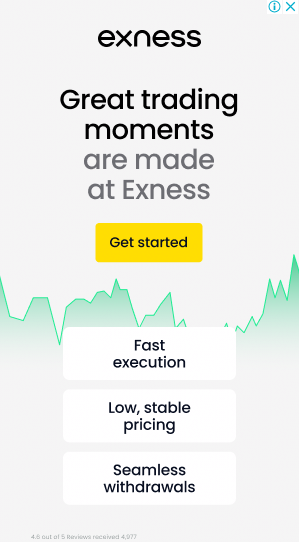 exness
Great trading
moments
are made
at Exness
Get started
Fast
execution
Low, stable
pricing
Seamless
withdrawals
4.6 out of 5 Reviews received 4,977